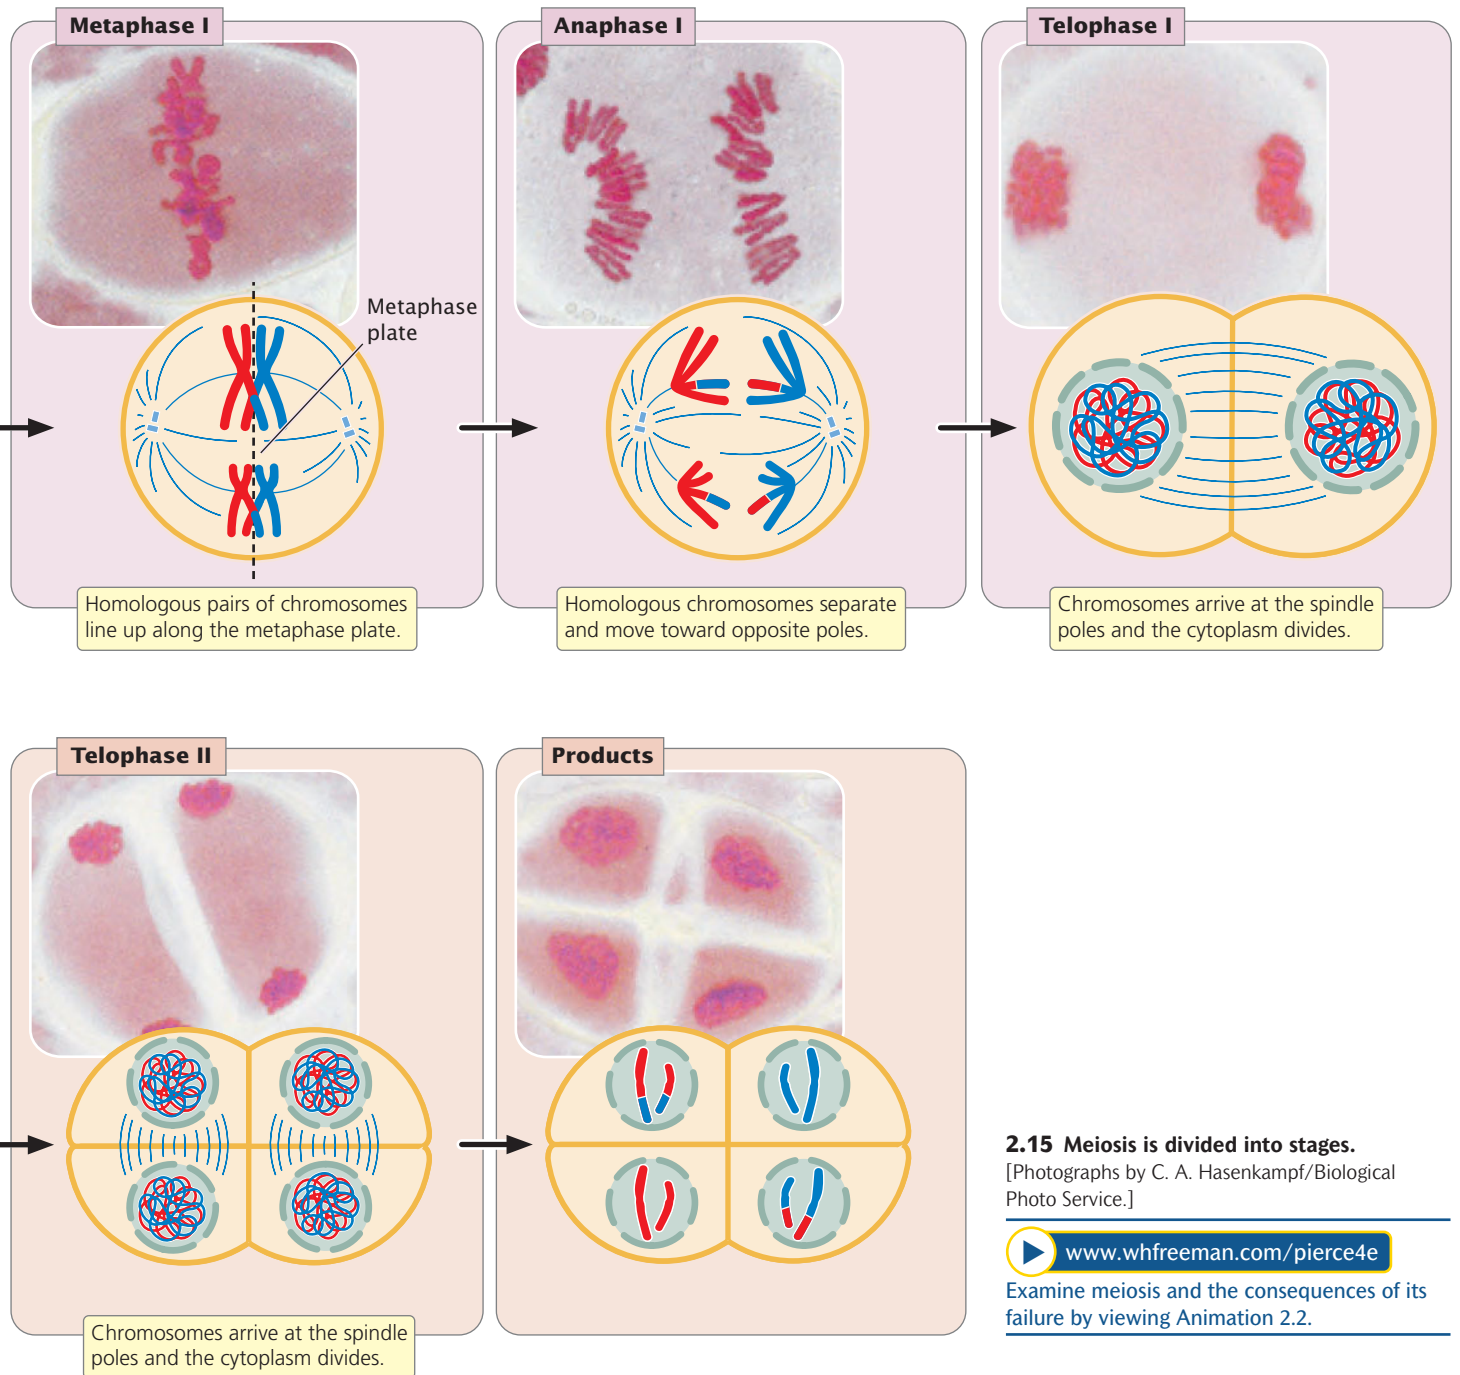 Metaphase I
Anaphase I
Telophase I
Metaphase
plate
Homologous pairs of chromosomes
line up along the metaphase plate.
Homologous chromosomes separate
and move toward opposite poles.
Chromosomes arrive at the spindle
poles and the cytoplasm divides.
Telophase II
Products
Chromosomes arrive at the spindle
poles and the cytoplasm divides.
2.15 Meiosis is divided into stages.
[Photographs by C. A. Hasenkampf/Biological
Photo Service.]
www.whfreeman.com/pierce4e
Examine meiosis and the consequences of its
failure by viewing Animation 2.2.